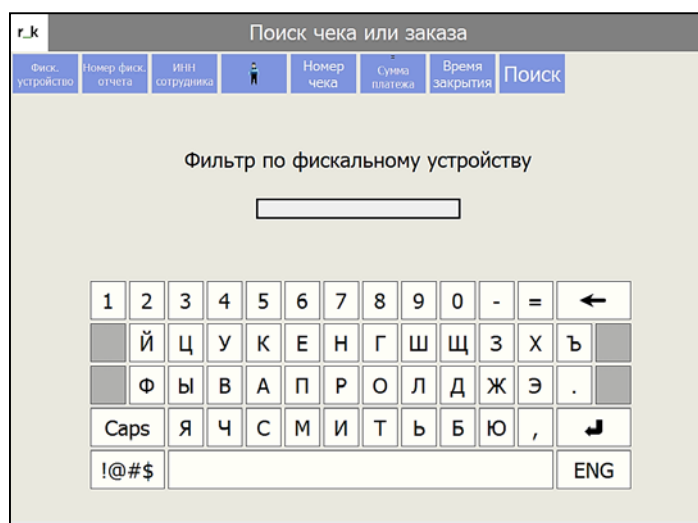 r_k
Поиск чека или заказа
Фиск. устройство
Номер фиск. отчета
ИНН сотрудника
Номер чека
Сумма платежа
Время закрытия
Поиск
Фильтр по фискальному устройству
1 2 3 4 5 6 7 8 9 0 - =
Й Ц У К Е Н Г Ш Щ З Х Ъ
Ф Ы В А П Р О Л Д Ж Э .
Caps Я Ч С М И Т Ь Б Ю ,
!@#$ ENG